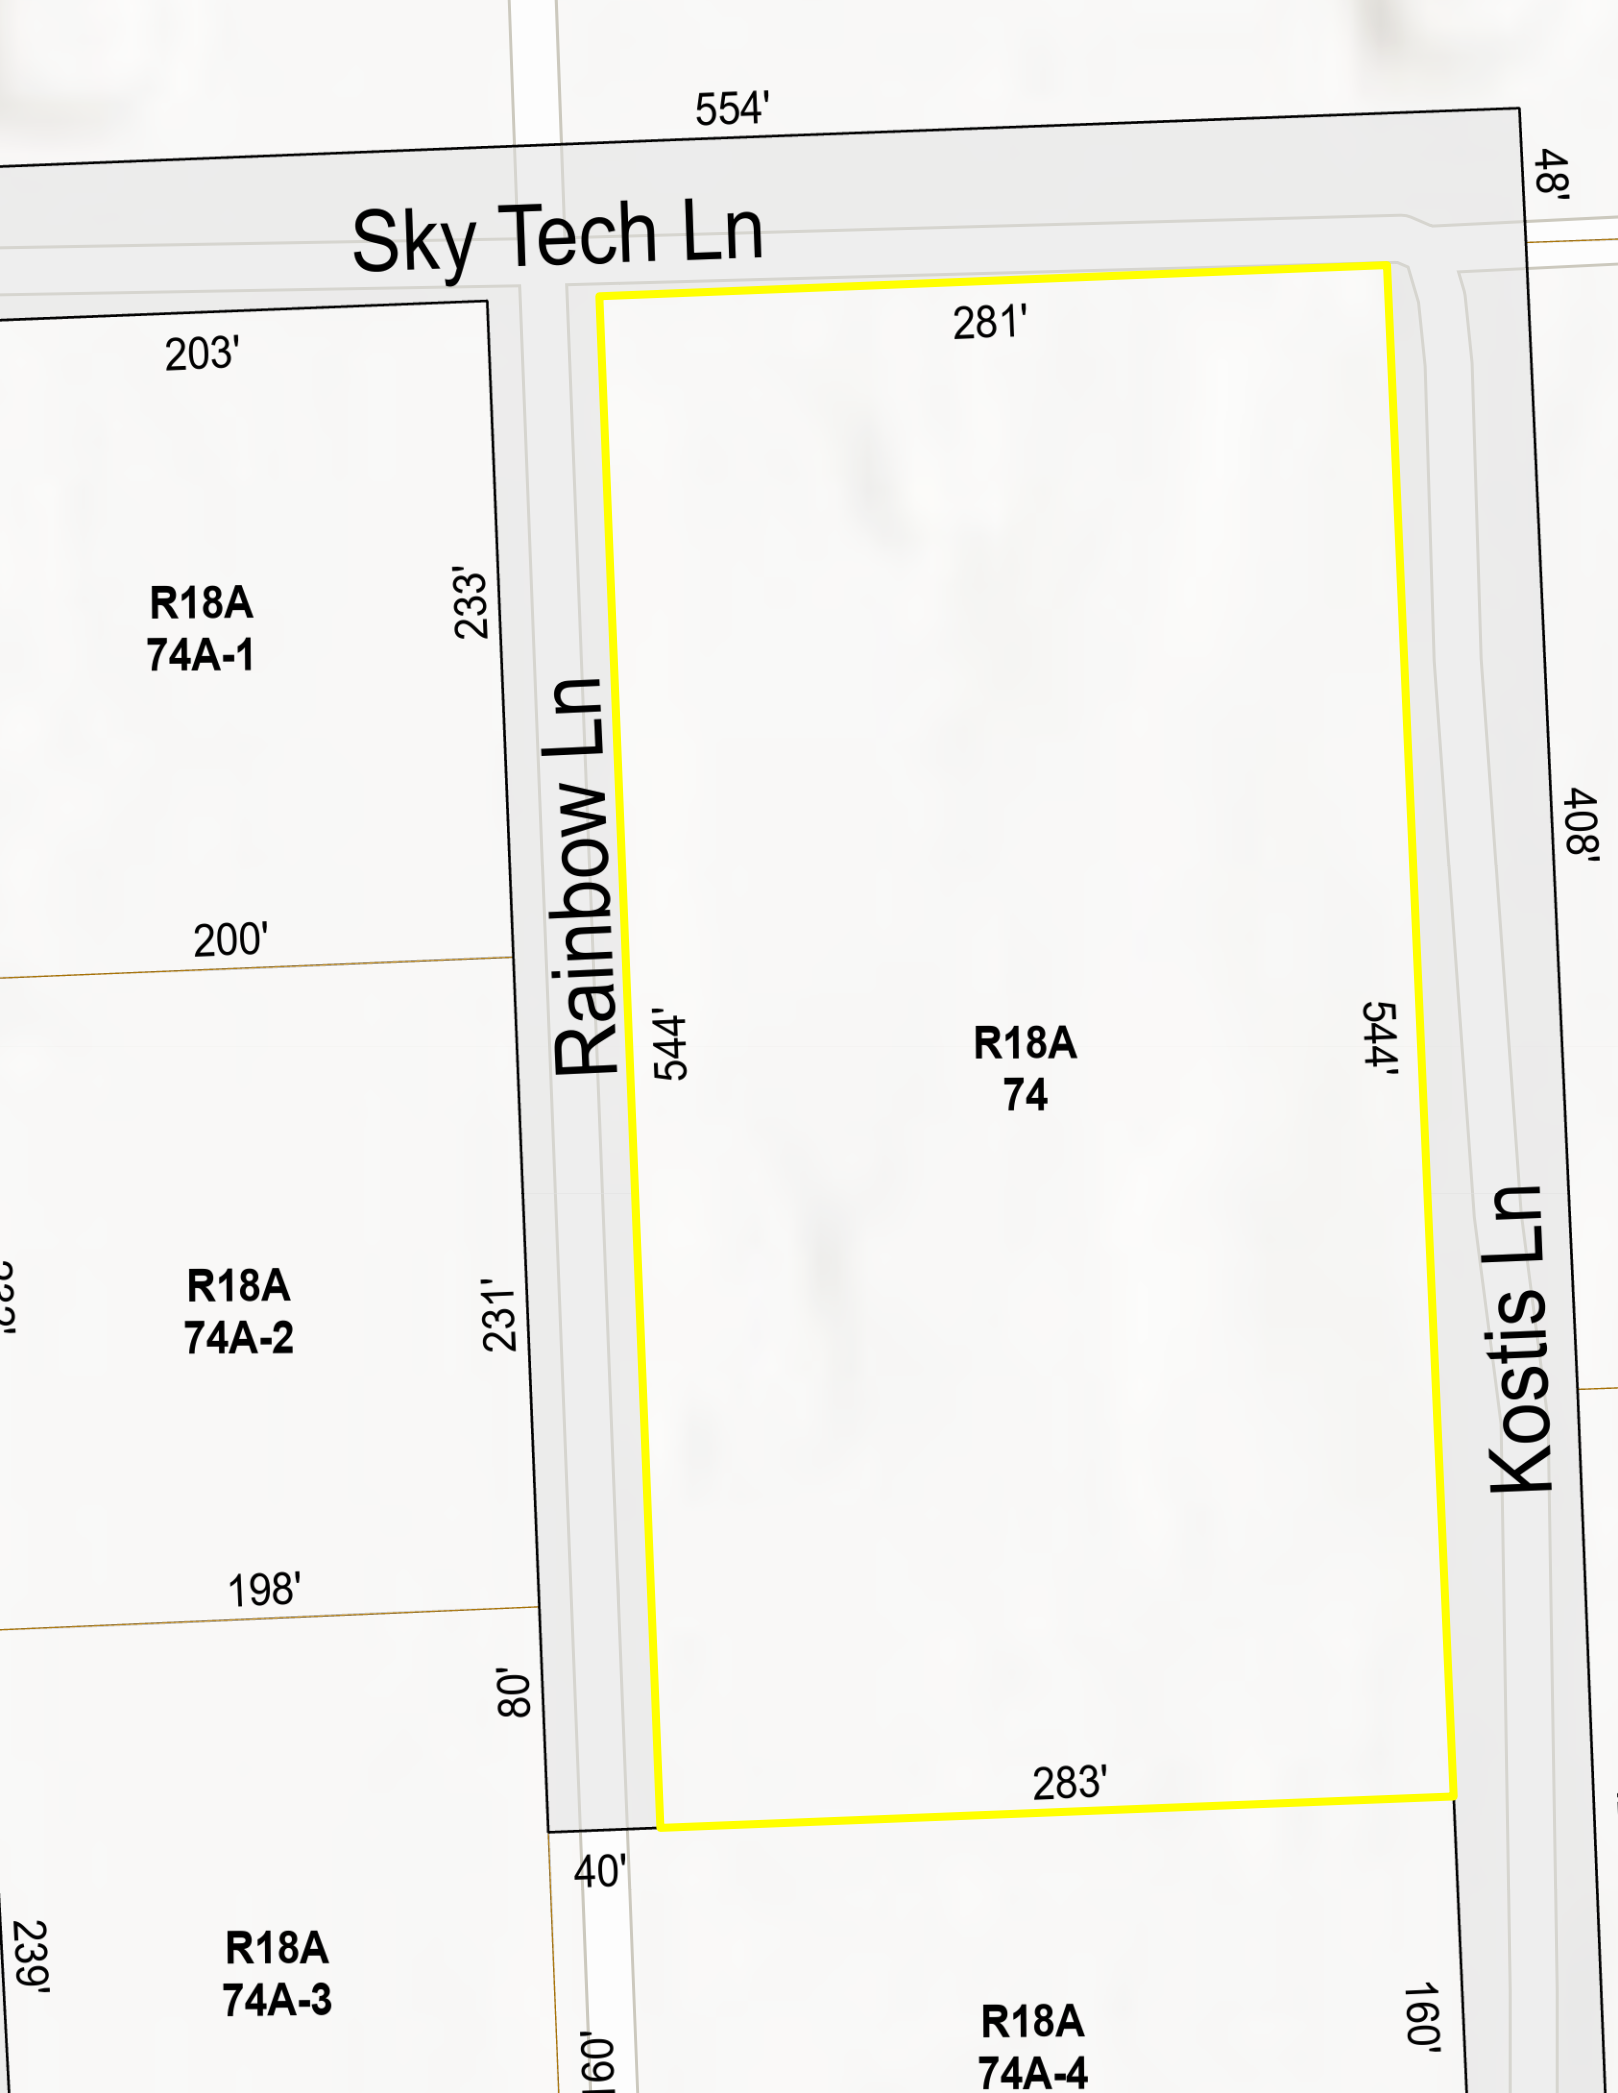 554'
48'
Sky Tech Ln
203'
281'
R18A
74A-1
233'
Rainbow Ln
408'
200'
544'
R18A
74
544'
Kostis Ln
R18A
74A-2
231'
198'
80'
283'
40'
239'
R18A
74A-3
R18A
74A-4
160'